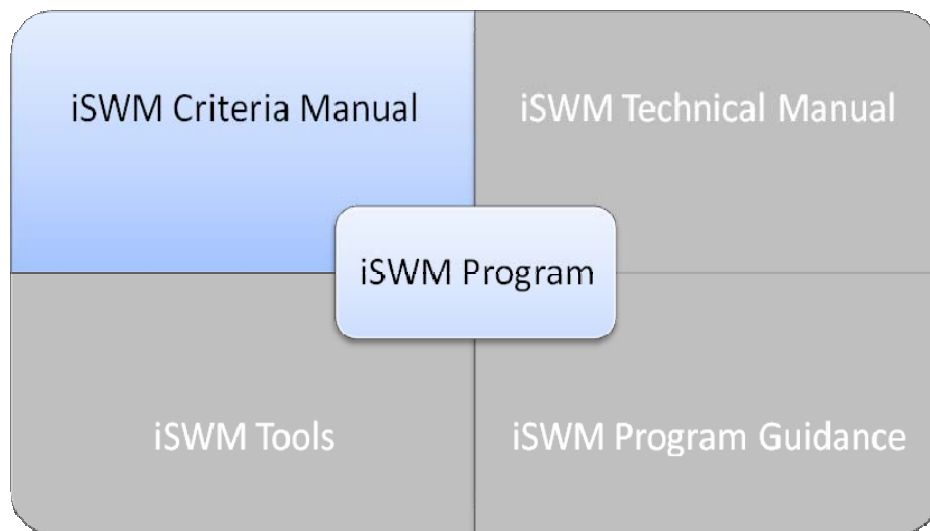 iSWM Criteria Manual
iSWM Technical Manual
iSWM Program
iSWM Tools
iSWM Program Guidance